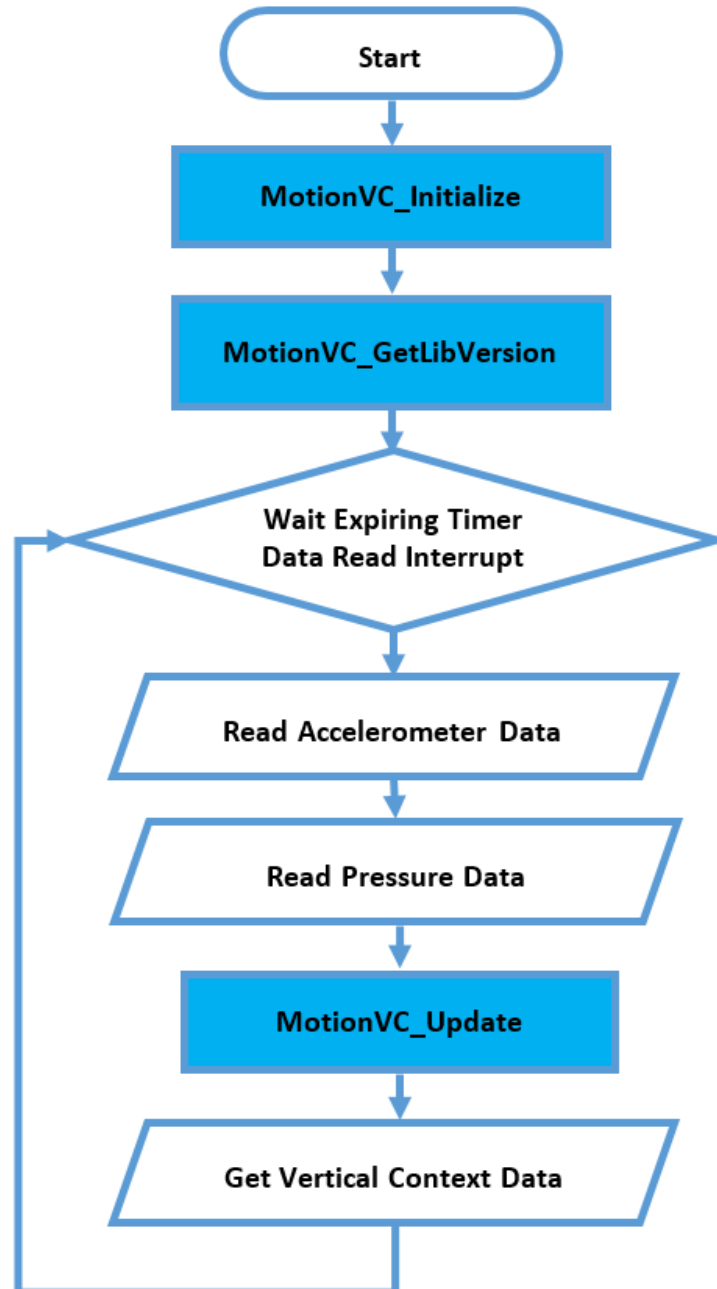 Start
MotionVC_Initialize
MotionVC_GetLibVersion
Wait Expiring Timer
Data Read Interrupt
Read Accelerometer Data
Read Pressure Data
MotionVC_Update
Get Vertical Context Data